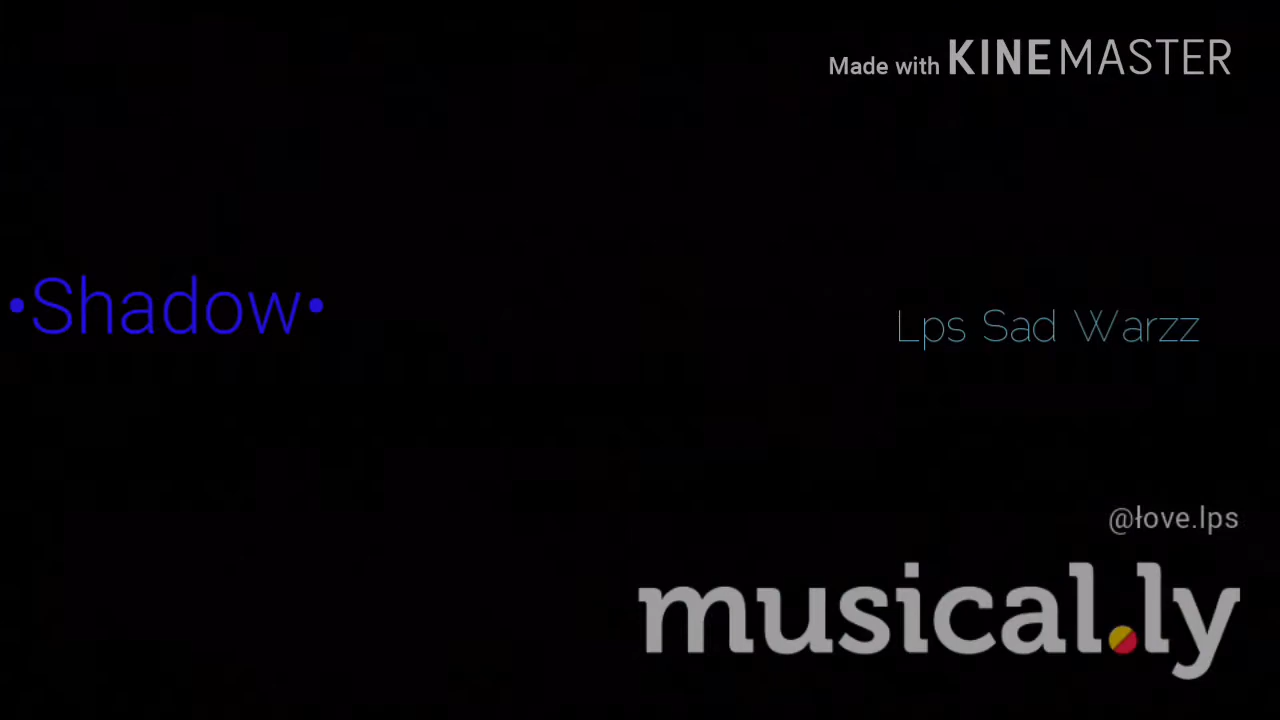 Made with KINEMASTER
•Shadow•
Lps Sad Warzz
@łove.lps
musical.ly